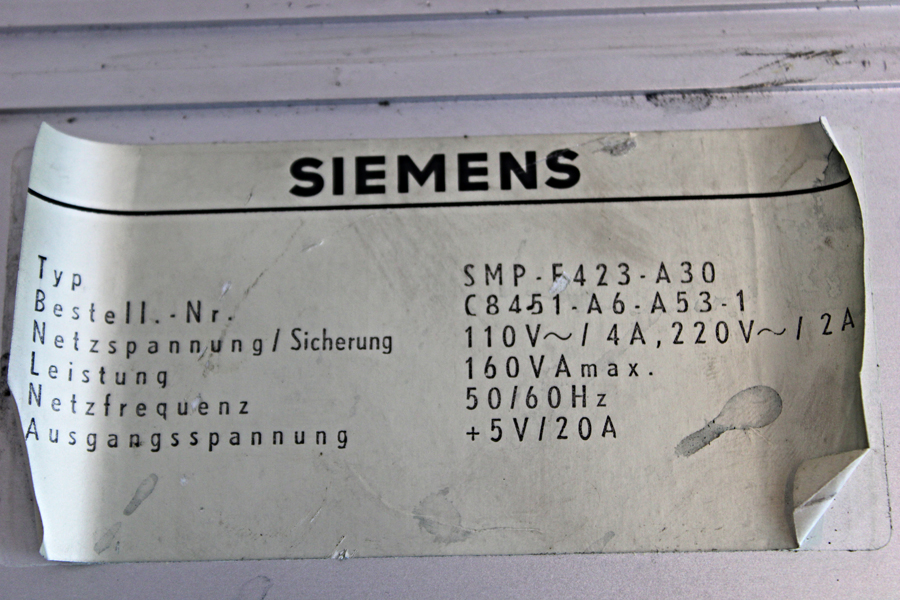 SIEMENS
Typ SMP-E423-A30
Bestell.-Nr. C8451-A6-A53-1
Netzspannung/Sicherung 110V~/ 4A,220V~/ 2A
Leistung 160VAmax.
Netzfrequenz 50/60Hz
Ausgangsspannung +5V/20A